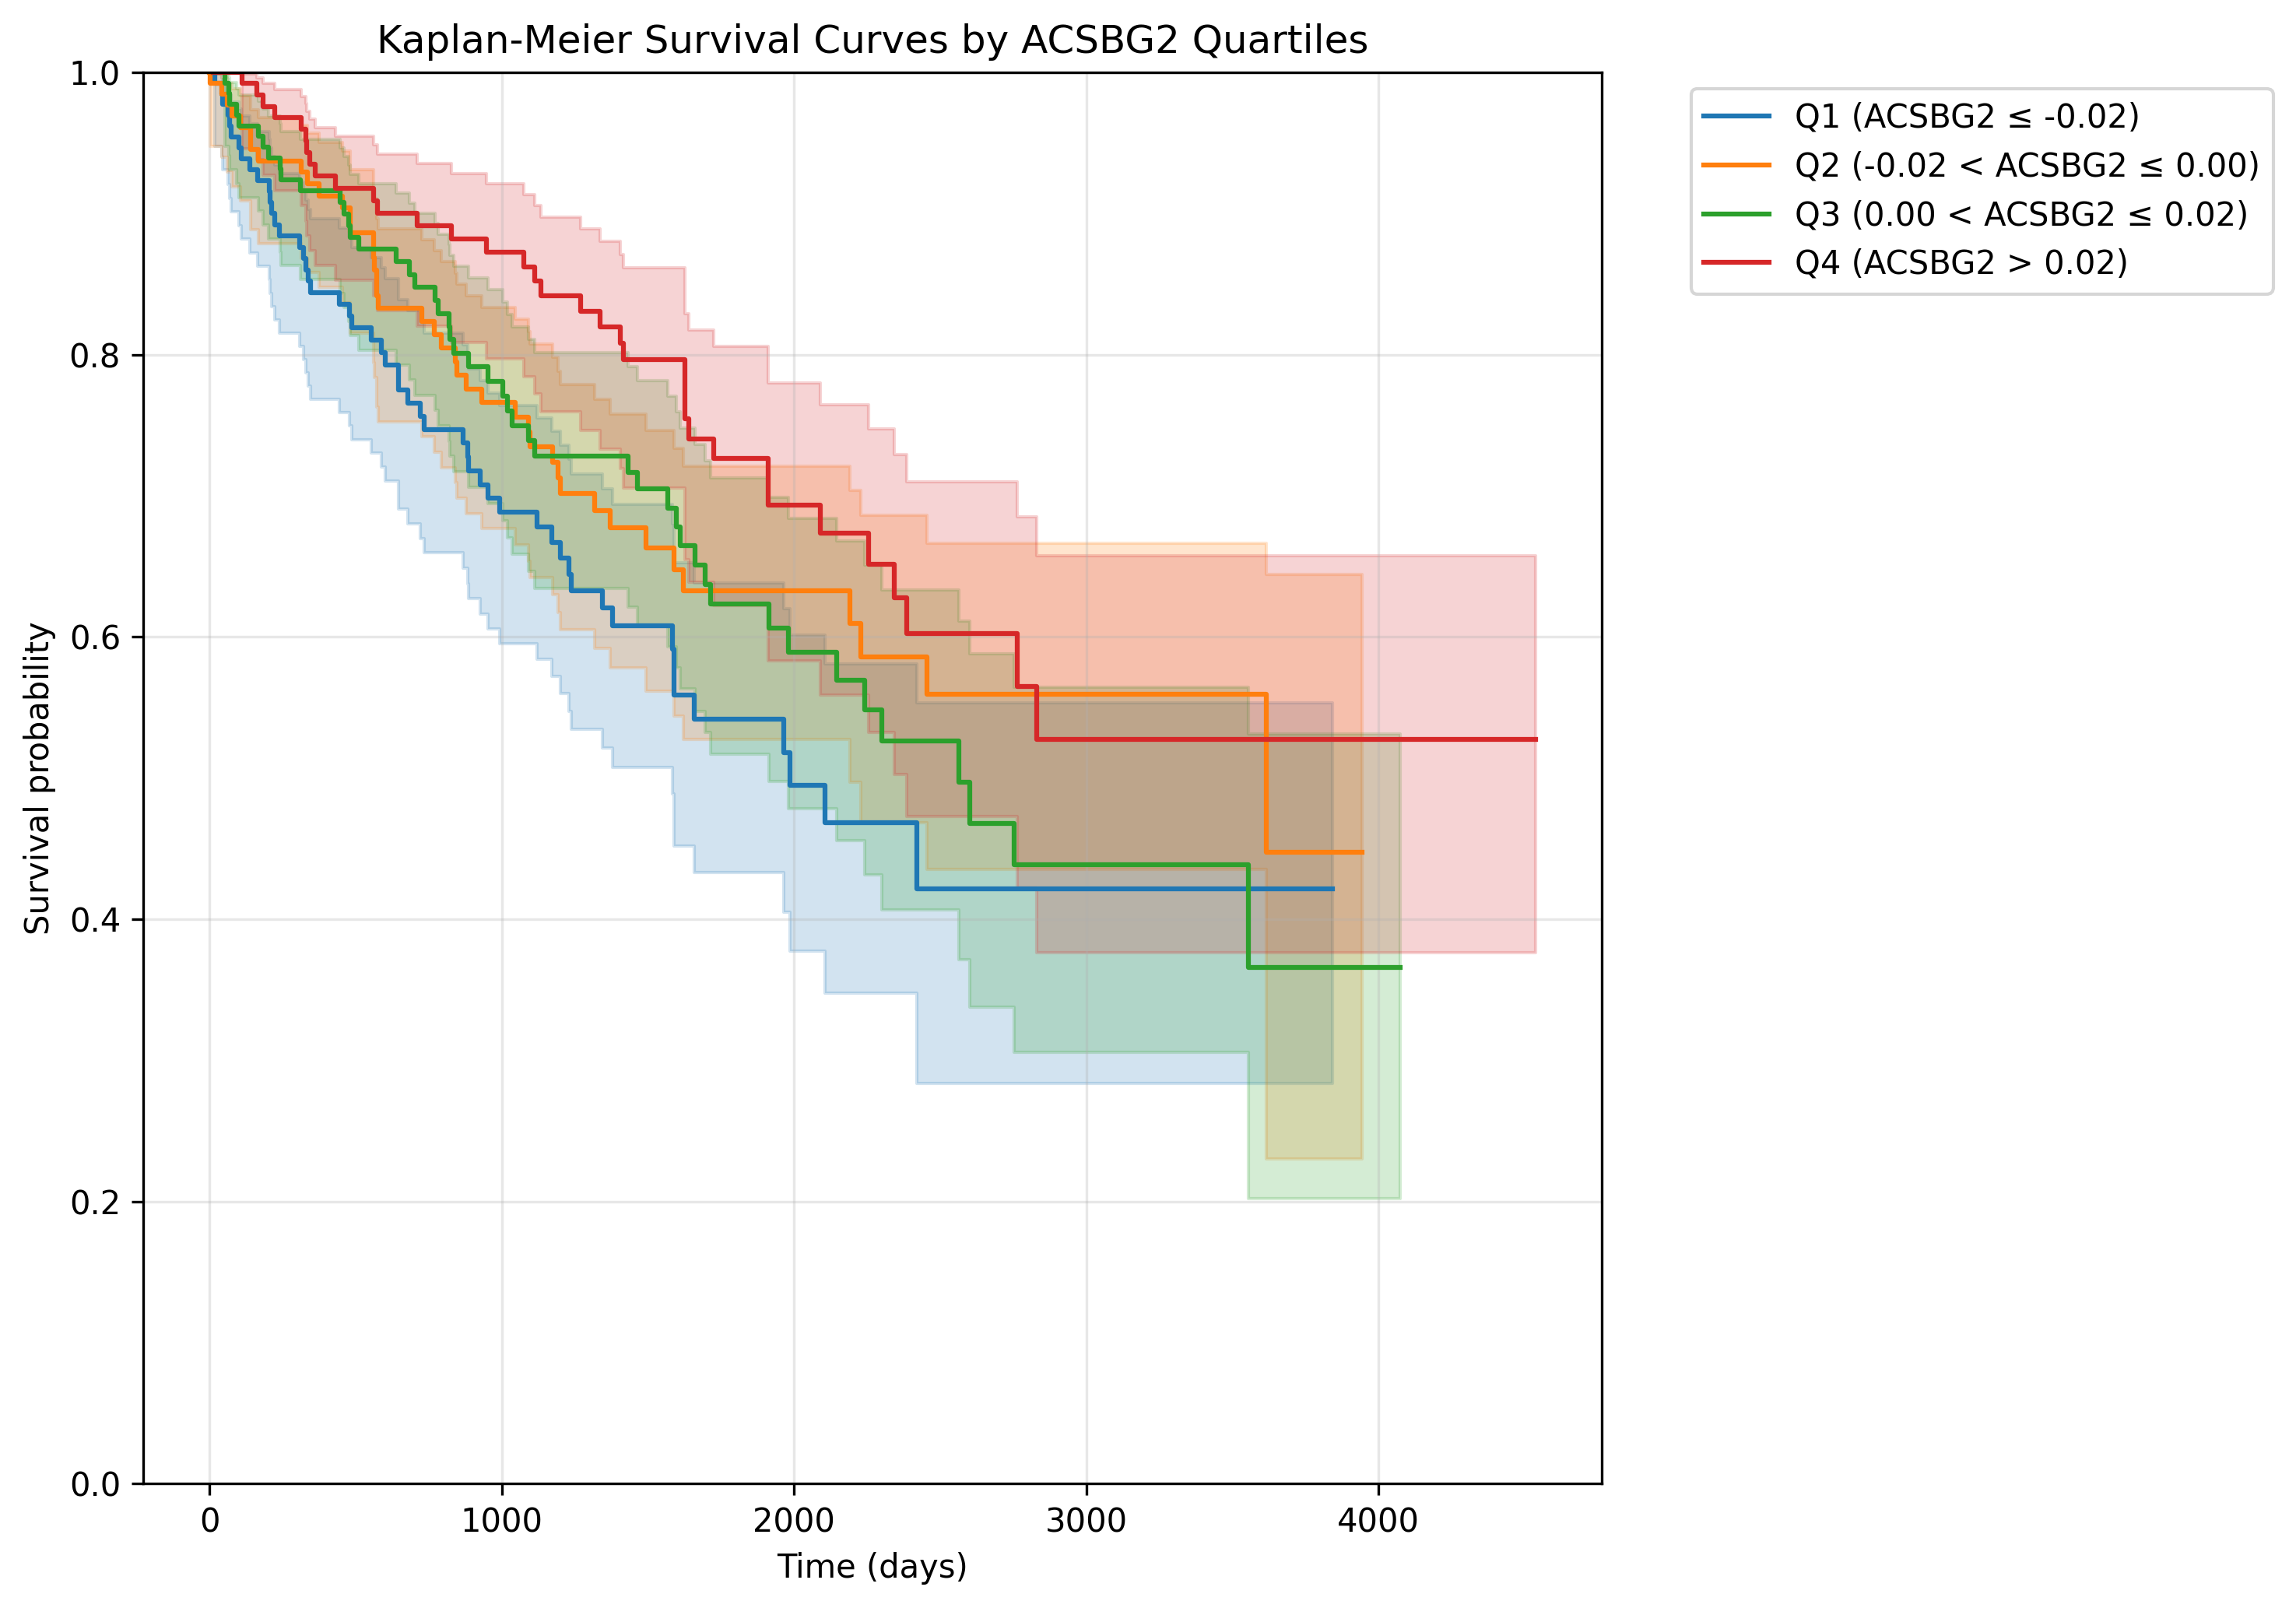 Kaplan-Meier Survival Curves by ACSBG2 Quartiles
1.0
0.8
0.6
0.4
0.2
0.0
Survival probability
0 1000 2000 3000 4000
Time (days)
Q1 (ACSBG2 ≤ -0.02)
Q2 (-0.02 < ACSBG2 ≤ 0.00)
Q3 (0.00 < ACSBG2 ≤ 0.02)
Q4 (ACSBG2 > 0.02)